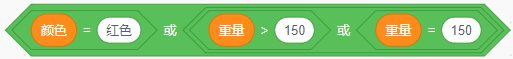 颜色 = 红色 或 重量 > 150 或 重量 = 150